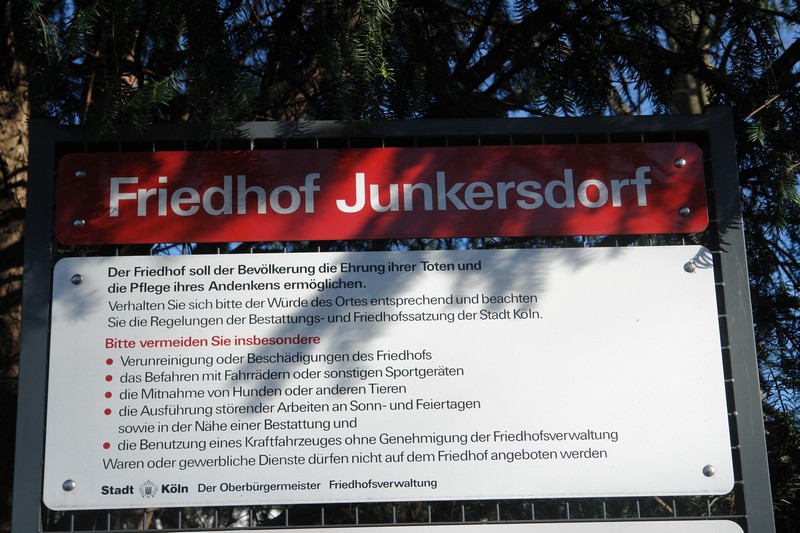 Friedhof Junkersdorf
Der Friedhof soll der Bevölkerung die Ehrung ihrer Toten und
die Pflege ihres Andenkens ermöglichen.
Verhalten Sie sich bitte der Würde des Ortes entsprechend und beachten
Sie die Regelungen der Bestattungs- und Friedhofssatzung der Stadt Köln.
Bitte vermeiden Sie insbesondere
• Verunreinigung oder Beschädigungen des Friedhofs
• das Befahren mit Fahrrädern oder sonstigen Sportgeräten
• die Mitnahme von Hunden oder anderen Tieren
• die Ausführung störender Arbeiten an Sonn- und Feiertagen
sowie in der Nähe einer Bestattung und
• die Benutzung eines Kraftfahrzeuges ohne Genehmigung der Friedhofsverwaltung
Waren oder gewerbliche Dienste dürfen nicht auf dem Friedhof angeboten werden
Stadt Köln Der Oberbürgermeister Friedhofsverwaltung